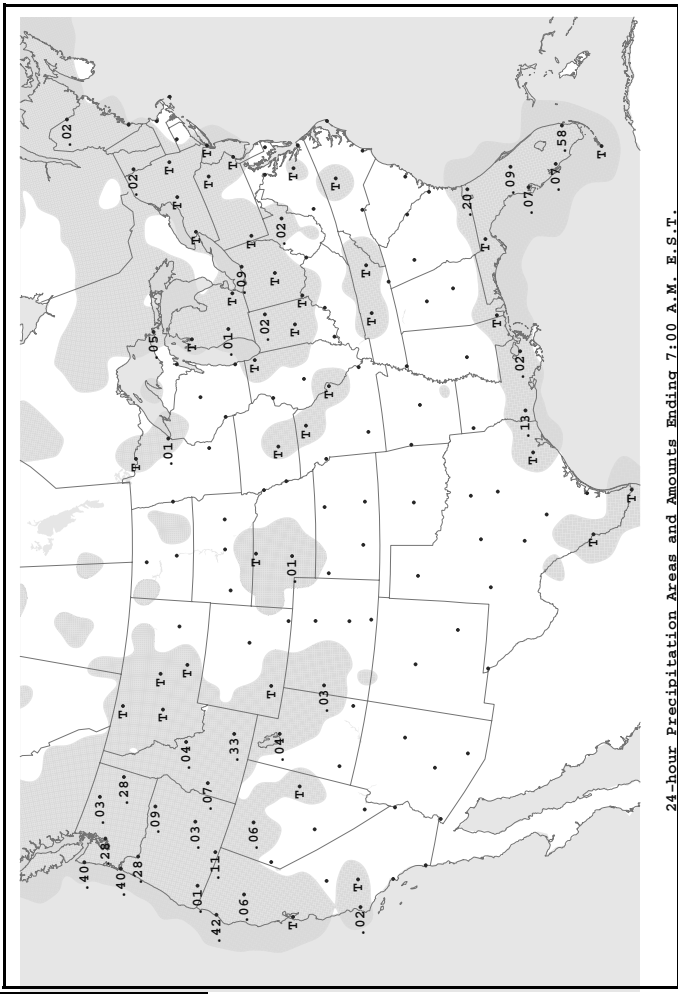 .02
.40
.03
.28
.40
T
.28
.02
T
.28
.05
.09
T
T
.01
T
T
.04
T
T
.03
T
.01
T
.07
T
.11
.42
.01
T
T
.33
.09
.06
T
.06
T
T
.02
T
T
T
.04
.02
.01
T
T
T
T
T
T
.03
T
T
T
.02
T
T
.20
T
T
.09
.02
.13
.07
T
.58
T
T
T
24-hour Precipitation Areas and Amounts Ending 7:00 A.M. E.S.T.